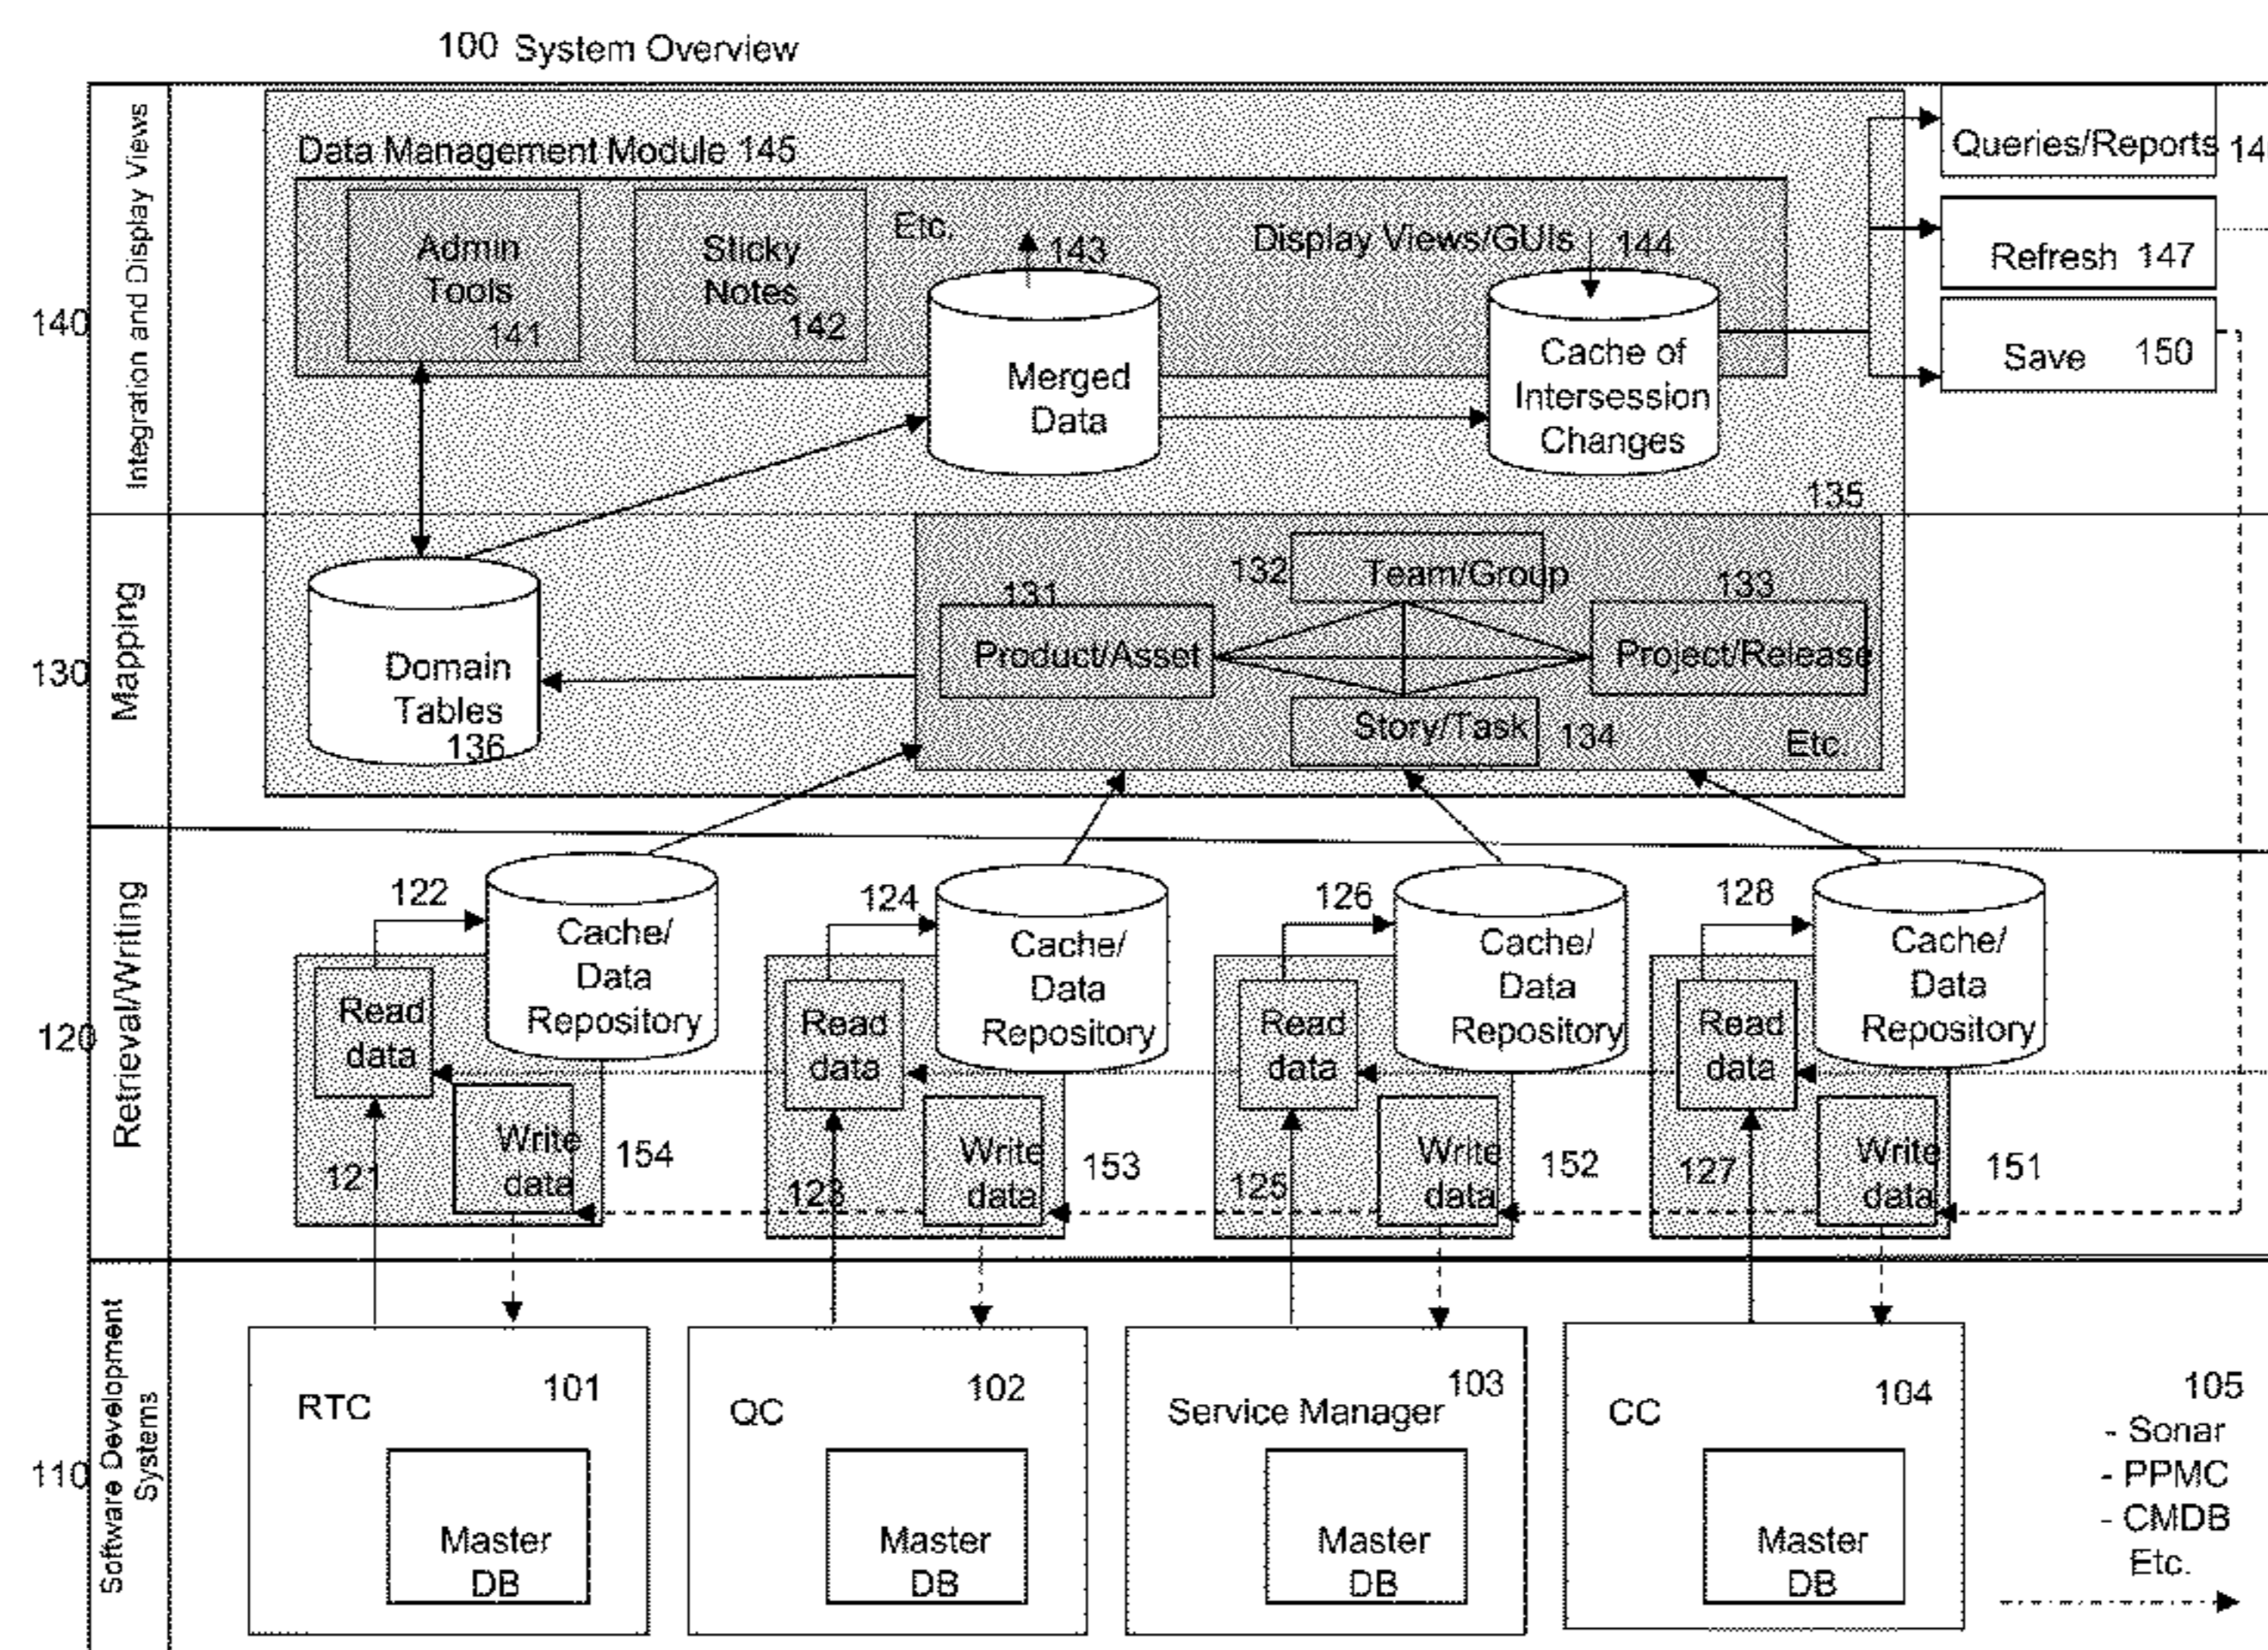 100 System Overview
Integration and Display Views
140
Data Management Module 145
Admin
Tools
141
Sticky
Notes
142
Etc.
143
Display Views/GUIs
144
Merged
Data
Cache of
Intersession
Changes
Queries/Reports 14
Refresh 147
Save 150
135
Mapping
130
Domain
Tables
136
131
Product/Asset
132
Team/Group
133
Project/Release
Story/Task
134
Etc.
Retrieval/Writing
120
122
Cache/
Data
Repository
Read
data
121
Write
data
154
124
Cache/
Data
Repository
Read
data
123
Write
data
153
126
Cache/
Data
Repository
Read
data
125
Write
data
152
128
Cache/
Data
Repository
Read
data
127
Write
data
151
Software Development
Systems
110
RTC
101
Master
DB
QC
102
Master
DB
Service Manager
103
Master
DB
CC
104
Master
DB
105
- Sonar
- PPMC
- CMDB
Etc.